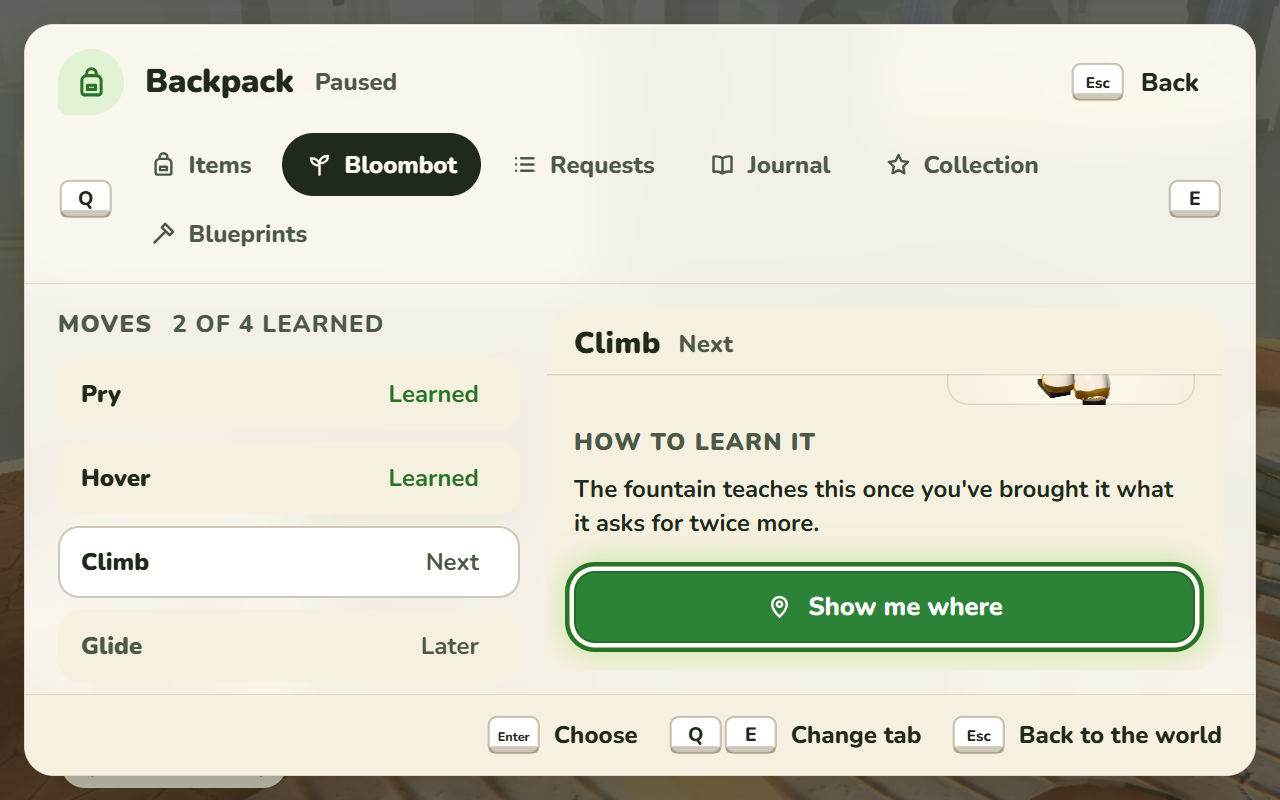 Backpack Paused
Esc Back
Items Bloombot Requests Journal Collection
Q
E
Blueprints
MOVES 2 OF 4 LEARNED
Pry Learned
Hover Learned
Climb Next
Glide Later
Climb Next
HOW TO LEARN IT
The fountain teaches this once you've brought it what
it asks for twice more.
Show me where
Enter Choose Q E Change tab Esc Back to the world